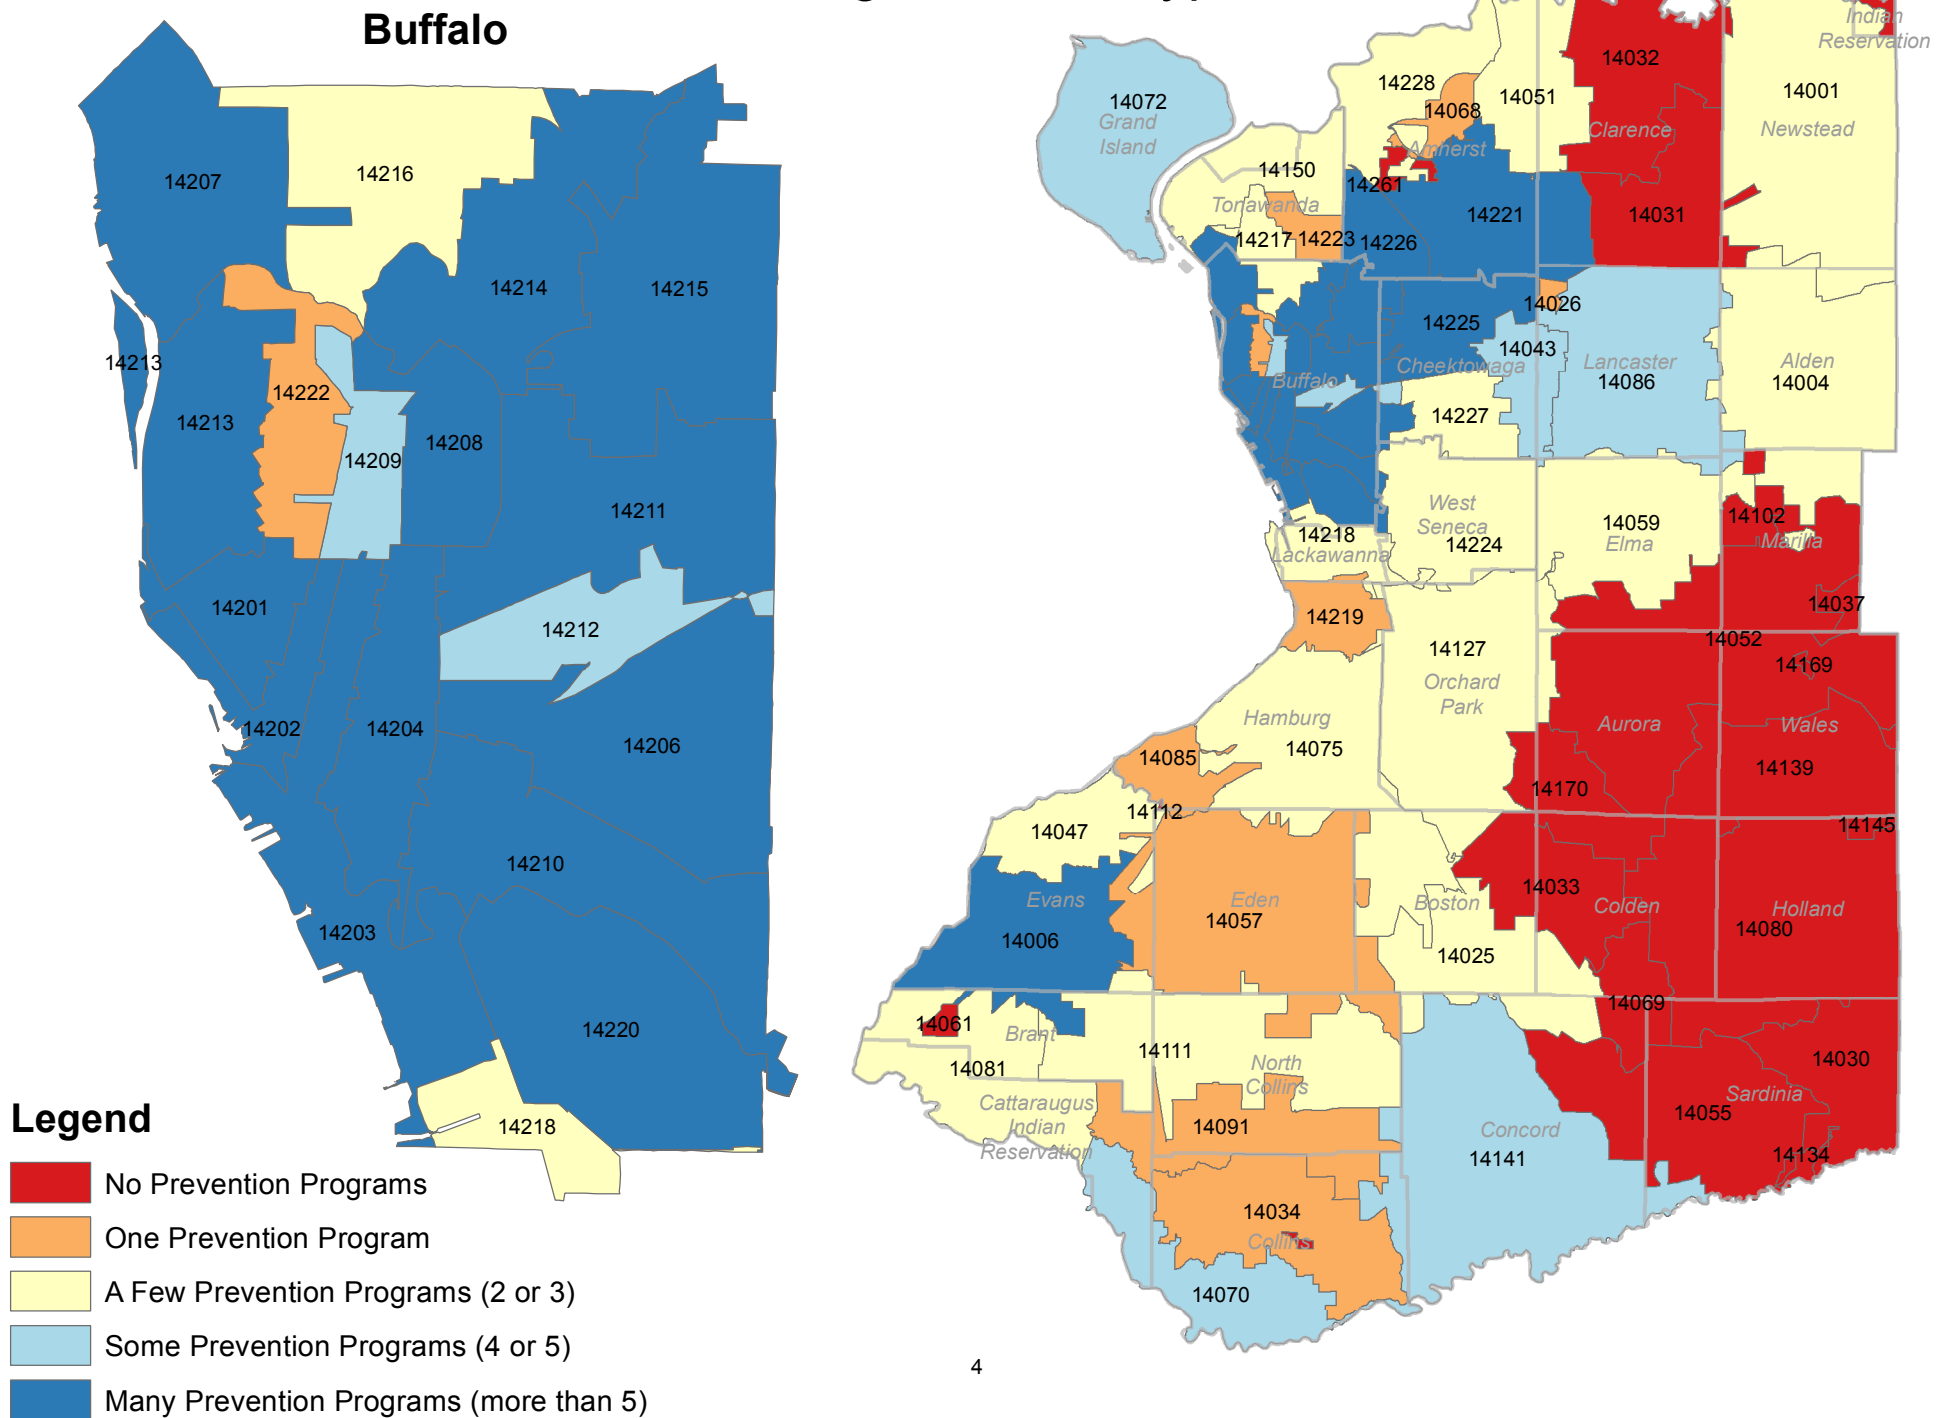 Buffalo
14207
14216
14214
14215
14213
14213
14222
14209
14208
14211
14201
14212
14202
14204
14206
14210
14203
14220
14218
Legend
No Prevention Programs
One Prevention Program
A Few Prevention Programs (2 or 3)
Some Prevention Programs (4 or 5)
Many Prevention Programs (more than 5)
Indian
Reservation
14032
14001
14228
14051
14068
14072
Grand
Island
Clarence
Newstead
Amherst
14150
14261
Tonawanda
14221
14031
14217
14223
14226
14026
14225
14043
Cheektowaga
Lancaster
14086
Alden
14004
Buffalo
14227
West
Seneca
14224
14059
Elma
14102
Marilla
14218
Lackawanna
14037
14219
14052
14127
14169
Orchard
Park
Hamburg
14075
Aurora
Wales
14085
14139
14170
14112
14047
14145
Evans
14006
Eden
14057
14033
Boston
Colden
Holland
14080
14025
14069
14061
Brant
14111
14081
North
Collins
14030
Sardinia
14055
Cattaraugus
Indian
Reservation
14091
Concord
14141
14134
14034
Collins
14070
4